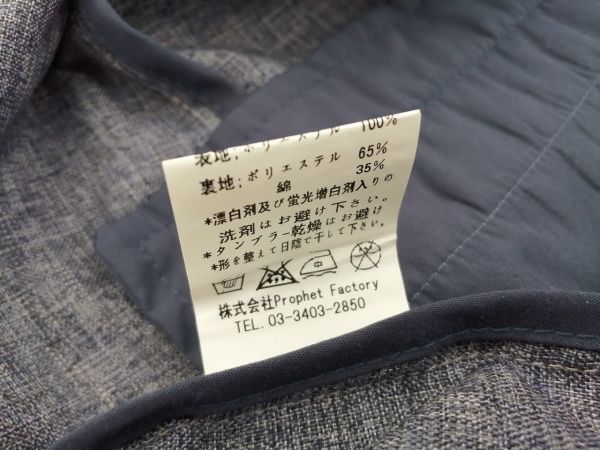 表地;ポリエステル 100%
裏地;ポリエステル 65%
綿 35%
*漂白剤及び蛍光増白剤入りの
洗剤はお避け下さい。
*タンブラー乾燥はお避け
*形を整えて日陰で干して下さい。
株式会社Prophet Factory
TEL. 03-3403-2850